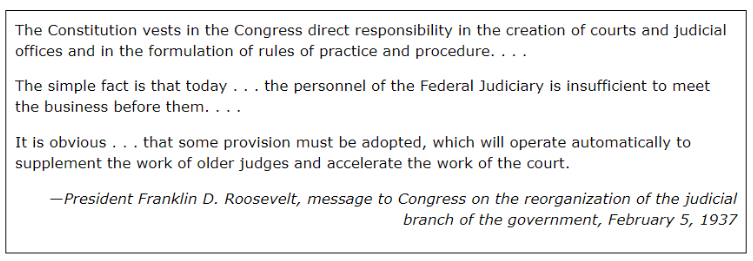 The Constitution vests in the Congress direct responsibility in the creation of courts and judicial
offices and in the formulation of rules of practice and procedure. . . .
The simple fact is that today . . . the personnel of the Federal Judiciary is insufficient to meet
the business before them. . . .
It is obvious . . . that some provision must be adopted, which will operate automatically to
supplement the work of older judges and accelerate the work of the court.
—President Franklin D. Roosevelt, message to Congress on the reorganization of the judicial
branch of the government, February 5, 1937